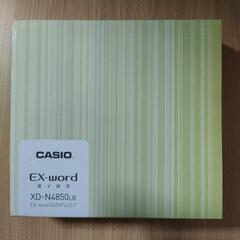 CASIO
EX-word
電子辞書
XD-N4850LB
EX-word DATAPLUS 7